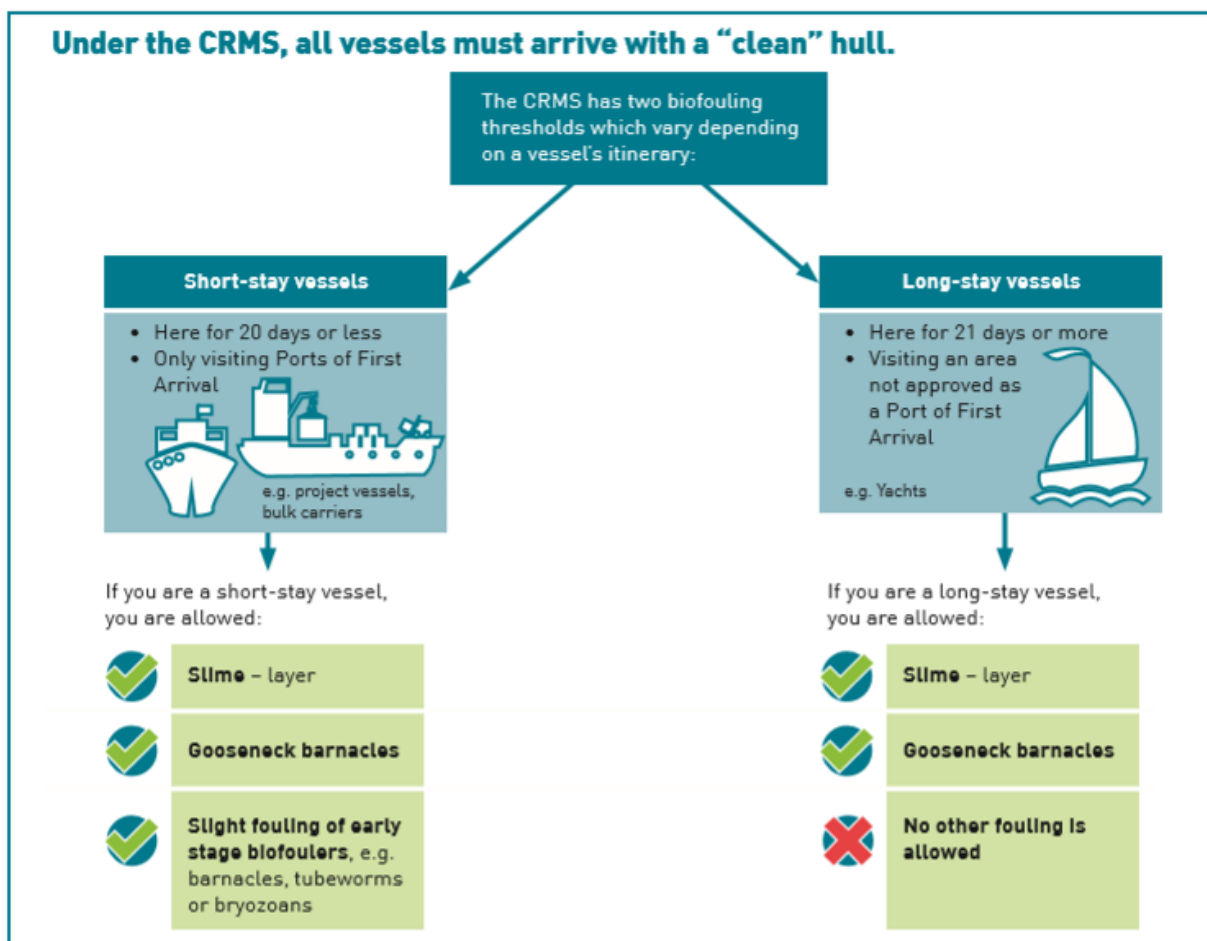 Under the CRMS, all vessels must arrive with a “clean” hull.
The CRMS has two biofouling
thresholds which vary depending
on a vessel’s itinerary:
Short-stay vessels
• Here for 20 days or less
• Only visiting Ports of First
Arrival
e.g. project vessels,
bulk carriers
If you are a short-stay vessel,
you are allowed:
Slime – layer
Gooseneck barnacles
Slight fouling of early
stage biofoulers, e.g.
barnacles, tubeworms
or bryozoans
Long-stay vessels
• Here for 21 days or more
• Visiting an area
not approved as
a Port of First
Arrival
e.g. Yachts
If you are a long-stay vessel,
you are allowed:
Slime – layer
Gooseneck barnacles
No other fouling is
allowed